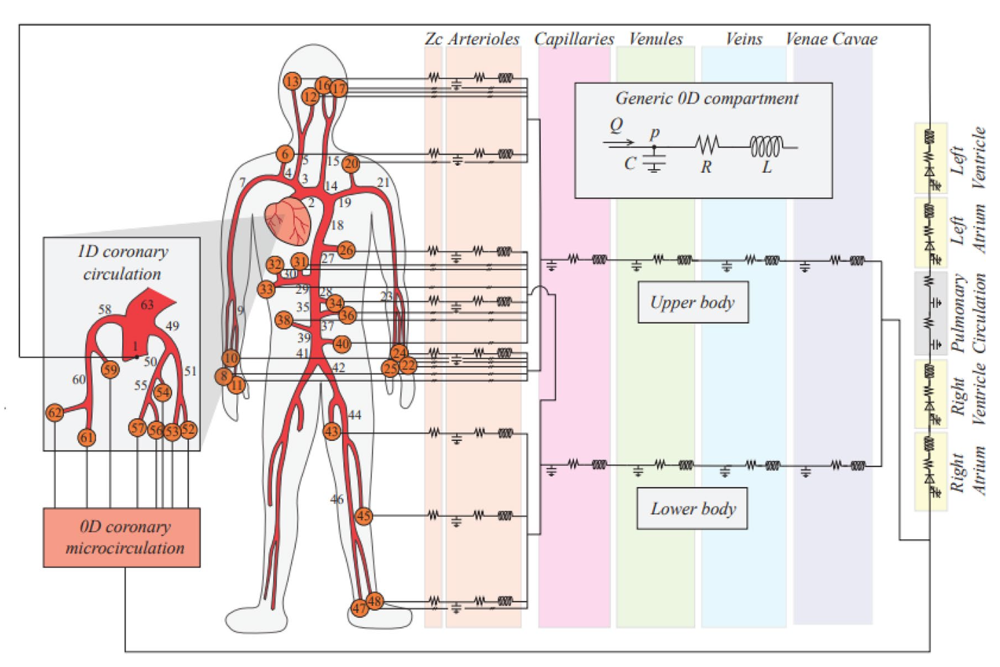 Zc Arterioles Capillaries Venules Veins Venae Cavae
Generic 0D compartment
Q
p
C
R
L
Left
Ventricle
Left
Atrium
Pulmonary
Circulation
Right
Ventricle
Right
Atrium
Upper body
Lower body
1D coronary
circulation
63
58
49
1
50
59
51
60
55
54
62
57
56
53
52
61
0D coronary
microcirculation
13
16
17
12
6
5
15
20
4
3
7
14
21
2
19
18
26
27
32
31
30
33
29
28
23
34
35
9
36
38
37
39
40
41
24
10
22
25
42
8
11
44
43
46
45
48
47